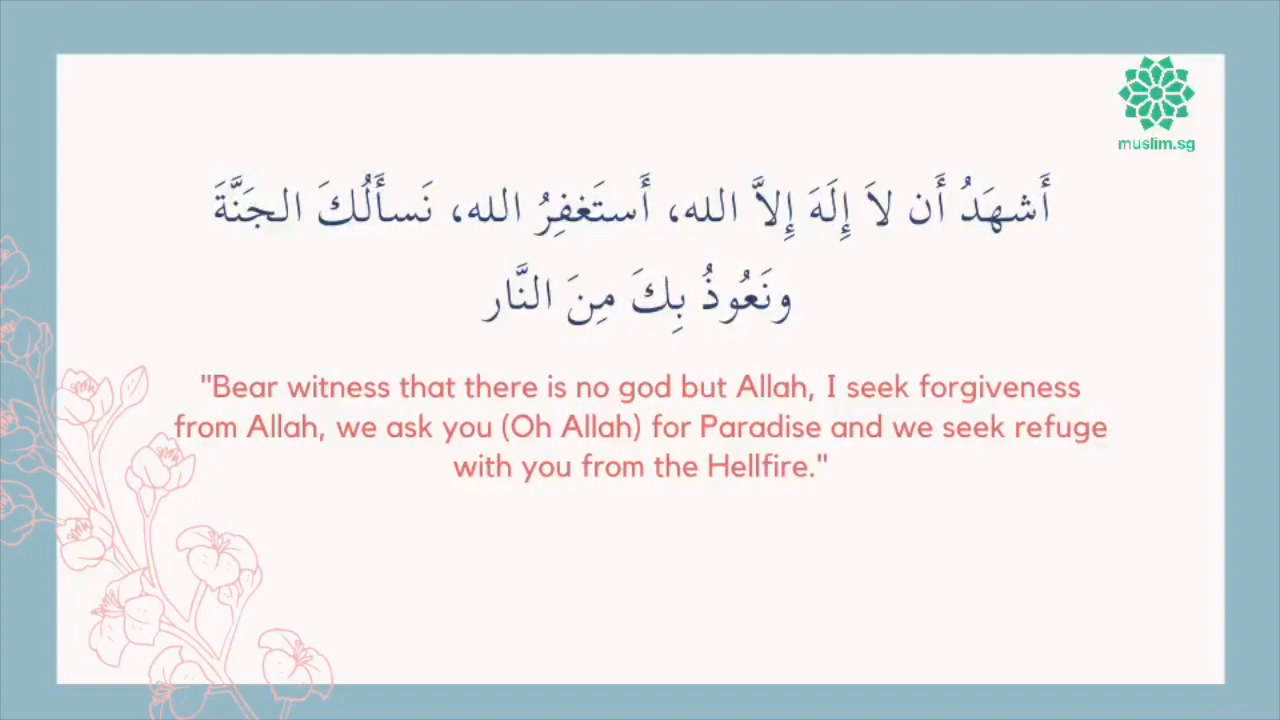 muslim.sg
أَشهَدُ أَن لاَ إِلَهَ إِلاَّ الله، أَستَغفِرُ الله، نَسأَلُكَ الجَنَّةَ
ونَعُوذُ بِكَ مِنَ النَّار
"Bear witness that there is no god but Allah, I seek forgiveness
from Allah, we ask you (Oh Allah) for Paradise and we seek refuge
with you from the Hellfire."